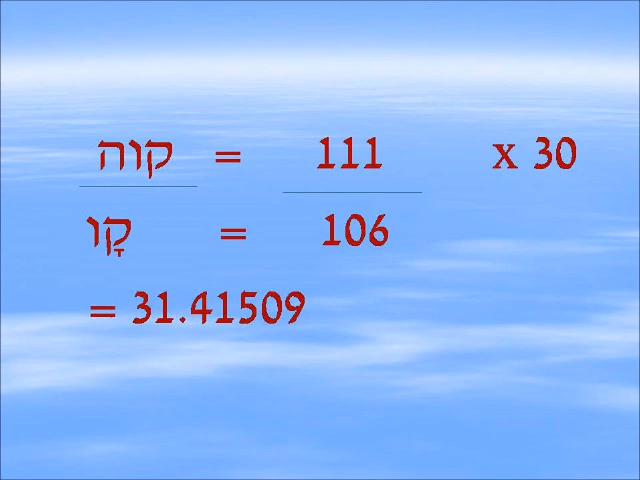 קוה = 111 x 30
קָו = 106
= 31.41509